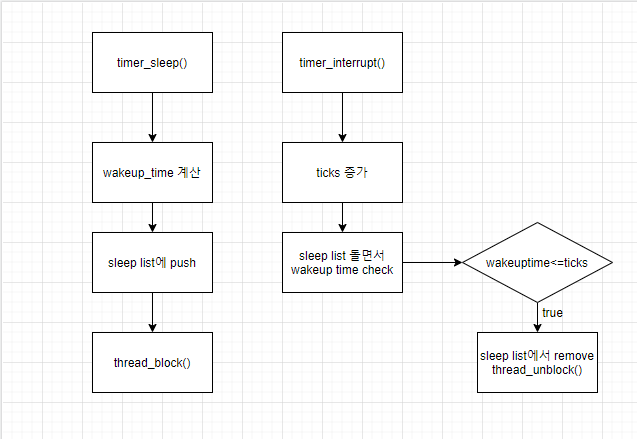 timer_sleep()
wakeup_time 계산
sleep list에 push
thread_block()
timer_interrupt()
ticks 증가
sleep list 돌면서
wakeup time check
wakeuptime<=ticks
true
sleep list에서 remove
thread_unblock()